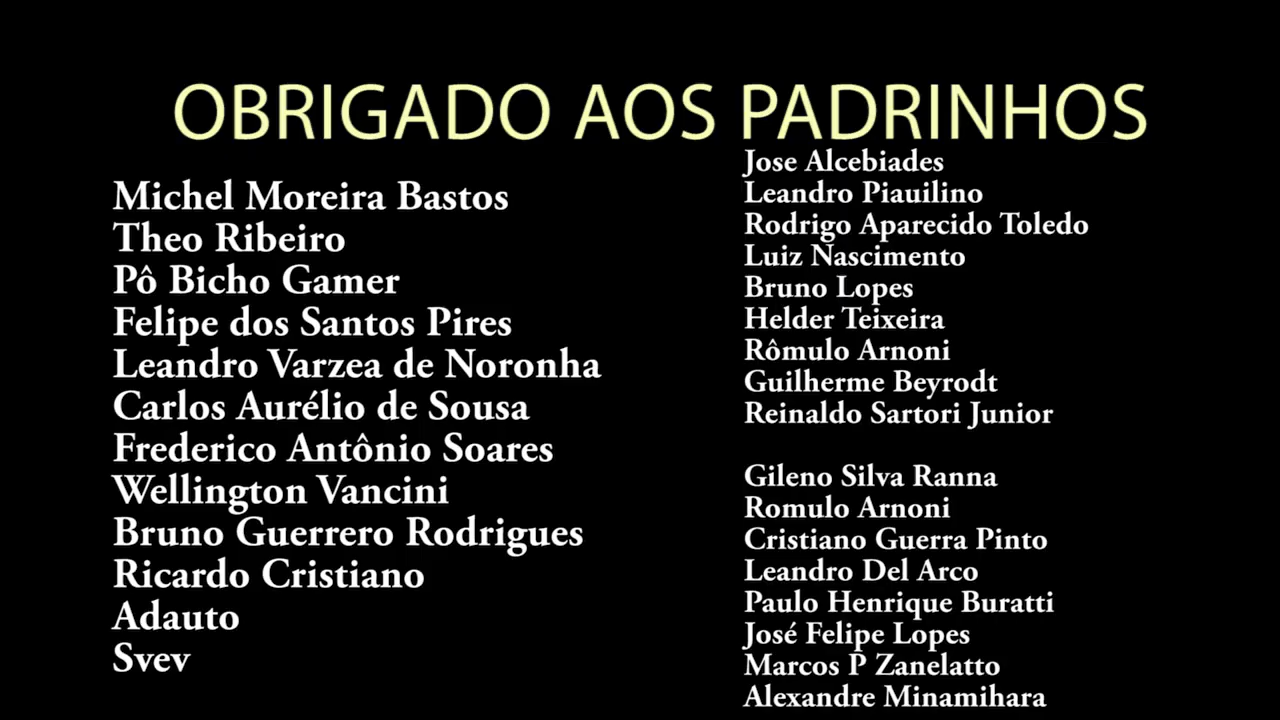 OBRIGADO AOS PADRINHOS
Michel Moreira Bastos
Theo Ribeiro
Pô Bicho Gamer
Felipe dos Santos Pires
Leandro Varzea de Noronha
Carlos Aurélio de Sousa
Frederico Antônio Soares
Wellington Vancini
Bruno Guerrero Rodrigues
Ricardo Cristiano
Adauto
Svev
Jose Alcebiades
Leandro Piauilino
Rodrigo Aparecido Toledo
Luiz Nascimento
Bruno Lopes
Helder Teixeira
Rômulo Arnoni
Guilherme Beyrodt
Reinaldo Sartori Junior
Gileno Silva Ranna
Romulo Arnoni
Cristiano Guerra Pinto
Leandro Del Arco
Paulo Henrique Buratti
José Felipe Lopes
Marcos P Zanelatto
Alexandre Minamihara